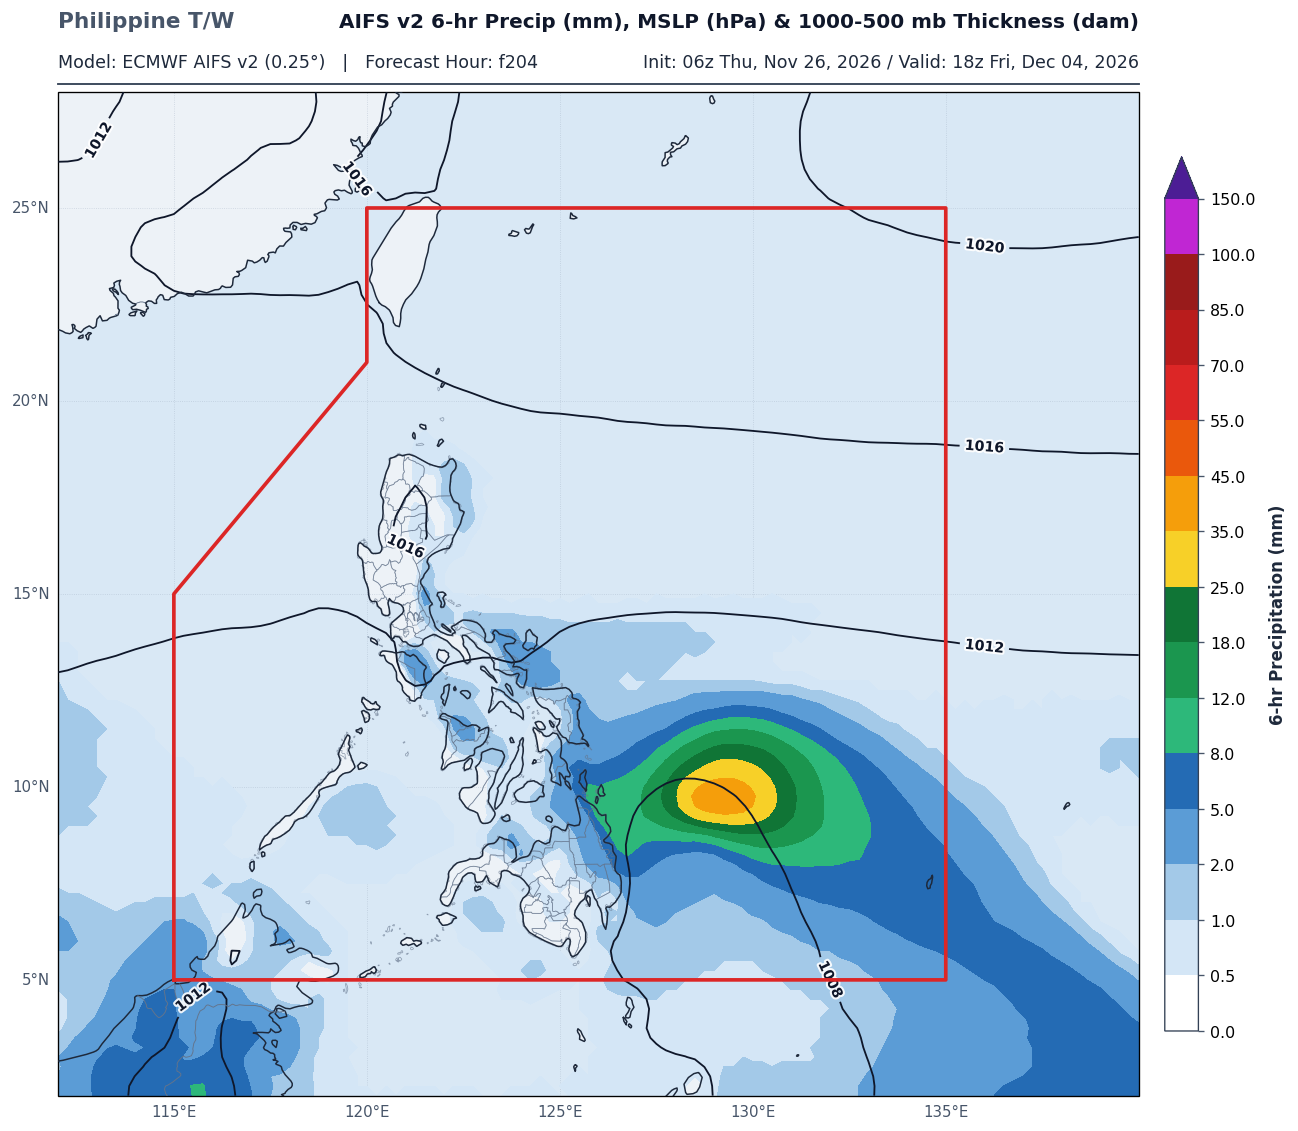 Philippine T/W
AIFS v2 6-hr Precip (mm), MSLP (hPa) & 1000-500 mb Thickness (dam)
Model: ECMWF AIFS v2 (0.25°) | Forecast Hour: f204
Init: 06z Thu, Nov 26, 2026 / Valid: 18z Fri, Dec 04, 2026
1012
1016
1020
1016
1016
1012
1012
1008
25°N
20°N
15°N
10°N
5°N
115°E
120°E
125°E
130°E
135°E
150.0
100.0
85.0
70.0
55.0
45.0
35.0
25.0
18.0
12.0
8.0
5.0
2.0
1.0
0.5
0.0
6-hr Precipitation (mm)